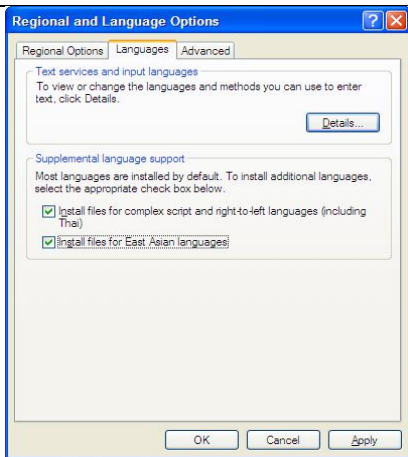 Regional and Language Options
Regional Options Languages Advanced
Text services and input languages
To view or change the languages and methods you can use to enter
text, click Details.
Details...
Supplemental language support
Most languages are installed by default. To install additional languages,
select the appropriate check box below.
Install files for complex script and right-to-left languages (including
Thai)
Install files for East Asian languages
OK Cancel Apply